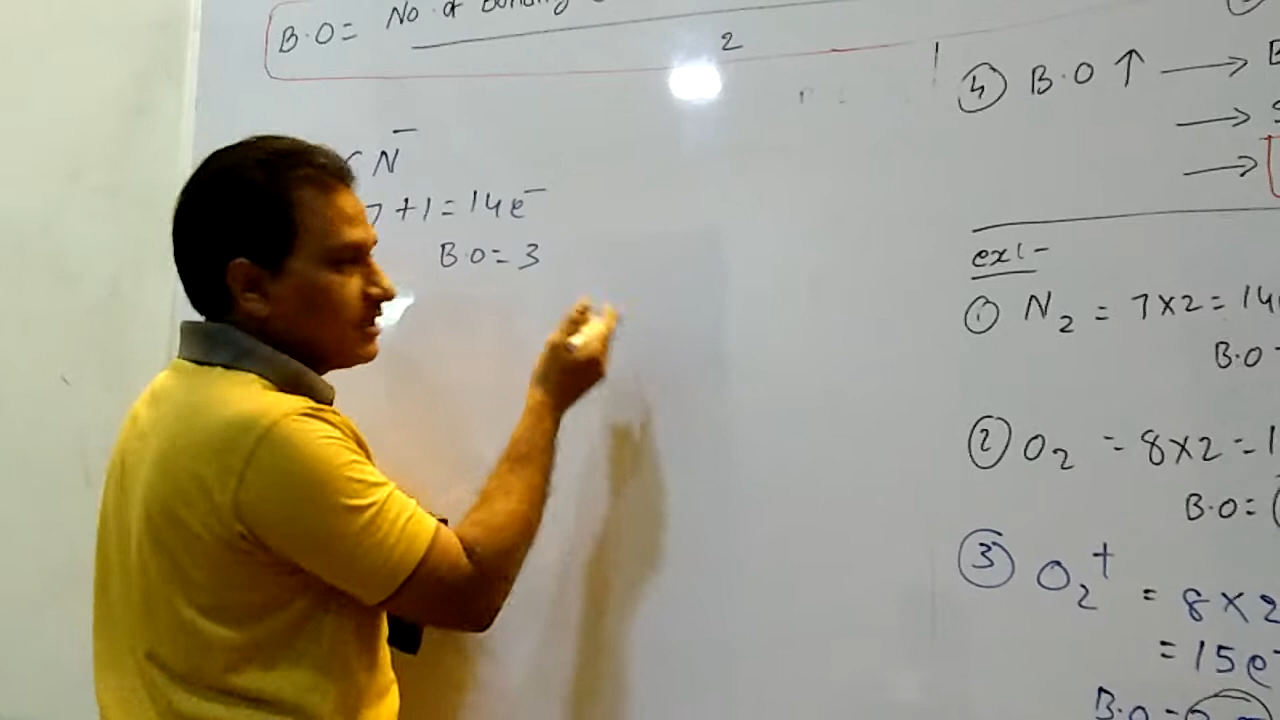 B.O = No. of Bonding
2
CN⁻
7 + 1 = 14e⁻
B.O = 3
④ B.O ↑ →
→
→
ex:-
① N₂ = 7×2 = 14
B.O =
② O₂ = 8×2 = 1
B.O =
③ O₂⁺ = 8×2
= 15e⁻
B.O =